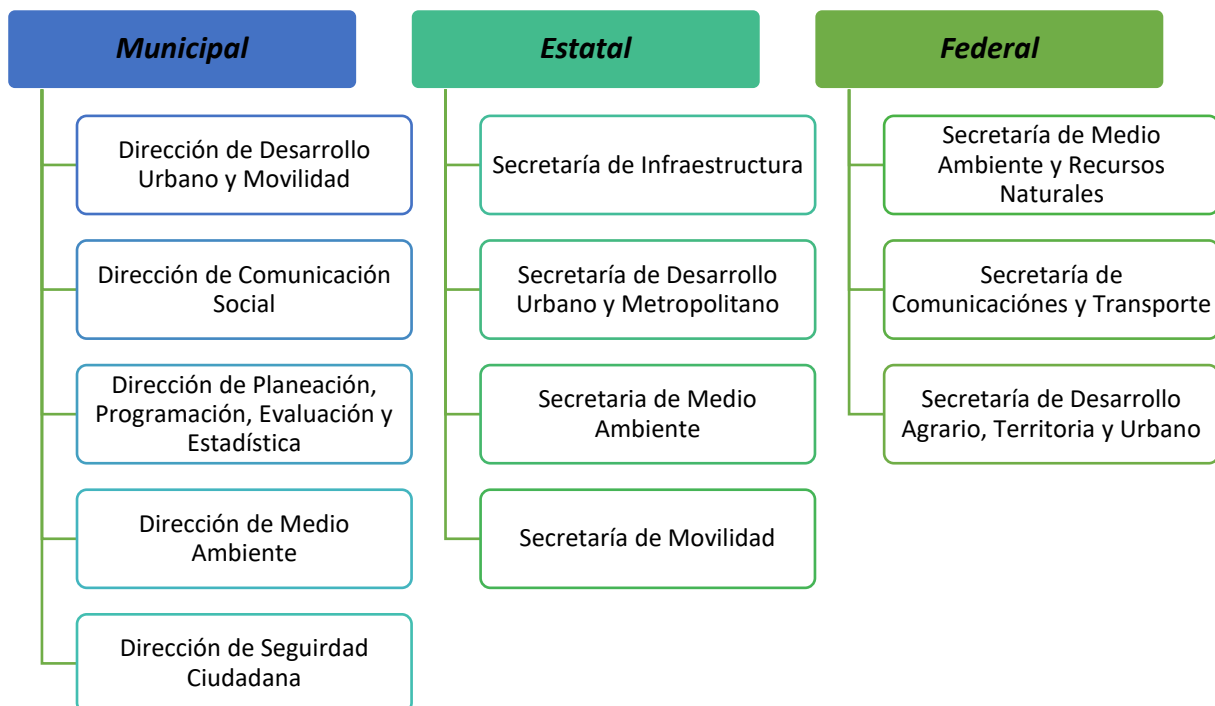 Municipal
Dirección de Desarrollo
Urbano y Movilidad
Dirección de Comunicación
Social
Dirección de Planeación,
Programación, Evaluación y
Estadística
Dirección de Medio
Ambiente
Dirección de Seguirdad
Ciudadana
Estatal
Secretaría de Infraestructura
Secretaría de Desarrollo
Urbano y Metropolitano
Secretaria de Medio
Ambiente
Secretaría de Movilidad
Federal
Secretaría de Medio
Ambiente y Recursos
Naturales
Secretaría de
Comunicaciónes y Transporte
Secretaría de Desarrollo
Agrario, Territoria y Urbano